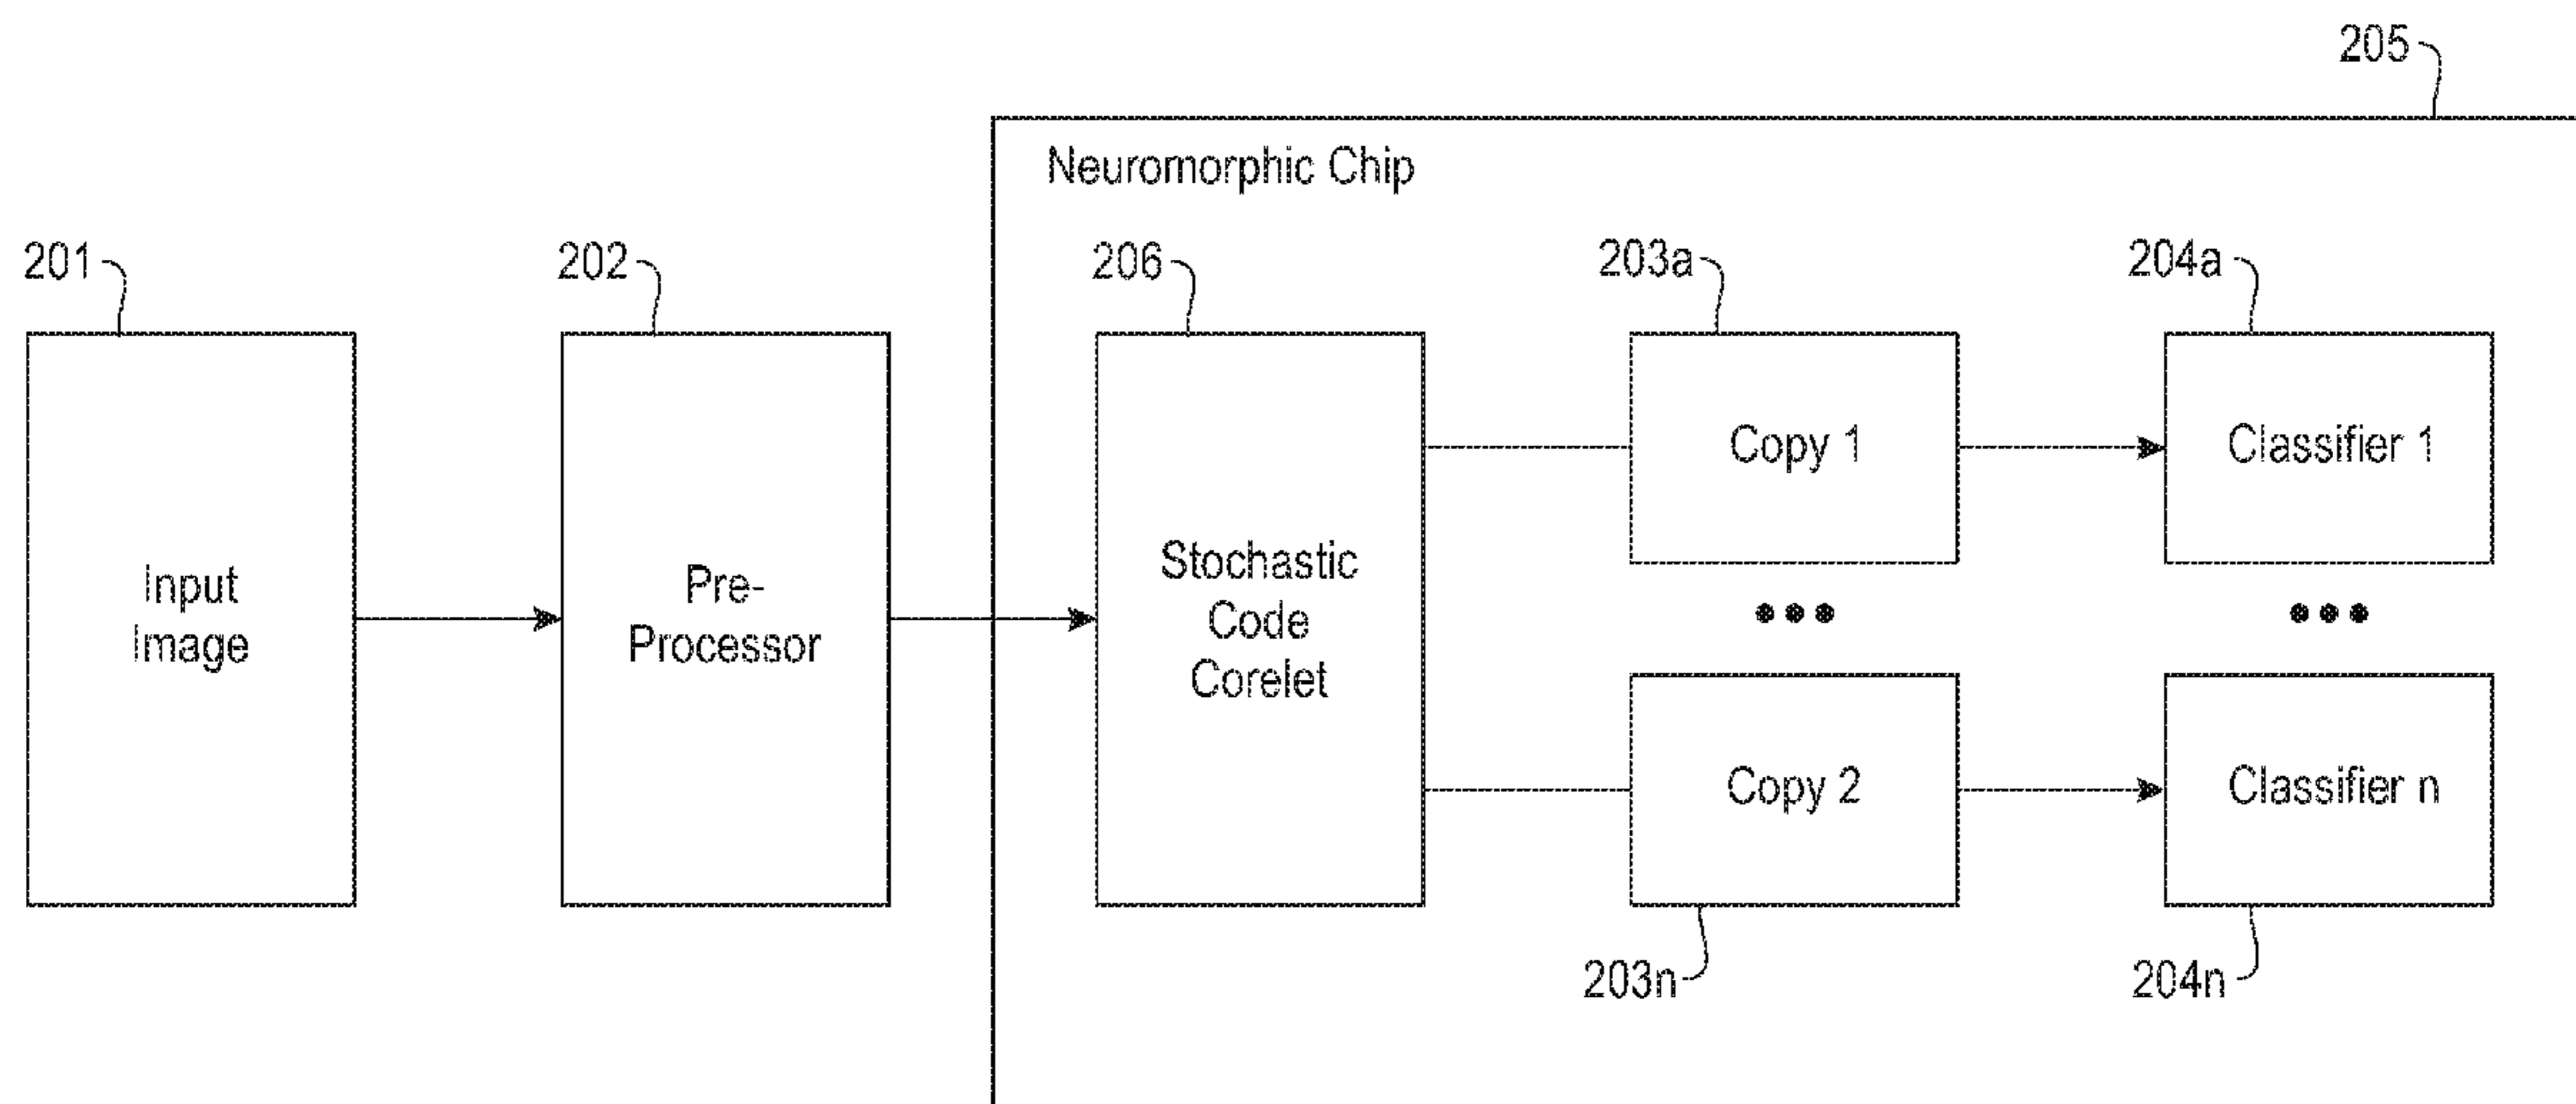 205
Neuromorphic Chip
201
202
206
203a
204a
Input
Image
Pre-
Processor
Stochastic
Code
Corelet
Copy 1
Classifier 1
Copy 2
Classifier n
203n
204n